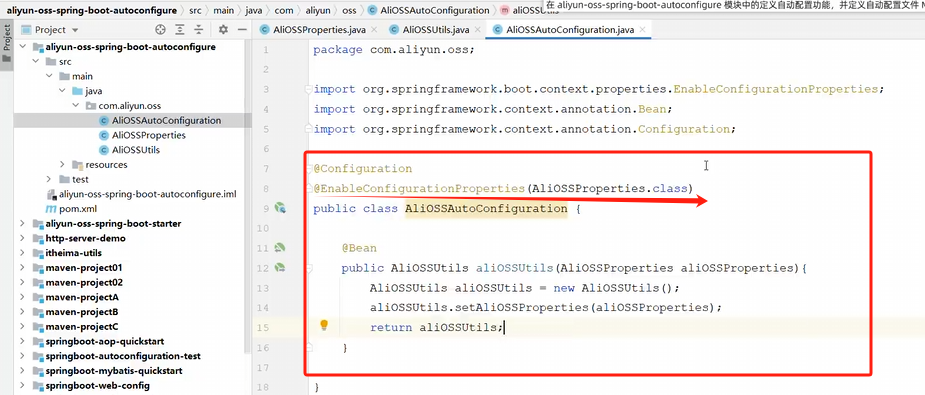 在 aliyun-oss-spring-boot-autoconfigure 模块中的定义自动配置功能，并定义自动配置文件
aliyun-oss-spring-boot-autoconfigure › src › main › java › com › aliyun › oss › AliOSSAutoConfiguration › aliOSSUtils
Project
AliOSSProperties.java
AliOSSUtils.java
AliOSSAutoConfiguration.java
Project
aliyun-oss-spring-boot-autoconfigure
src
main
java
com.aliyun.oss
AliOSSAutoConfiguration
AliOSSProperties
AliOSSUtils
resources
test
aliyun-oss-spring-boot-autoconfigure.iml
pom.xml
aliyun-oss-spring-boot-starter
http-server-demo
itheima-utils
maven-project01
maven-project02
maven-projectA
maven-projectB
maven-projectC
springboot-aop-quickstart
springboot-autoconfiguration-test
springboot-mybatis-quickstart
springboot-web-config
1 package com.aliyun.oss;
2
3 import org.springframework.boot.context.properties.EnableConfigurationProperties;
4 import org.springframework.context.annotation.Bean;
5 import org.springframework.context.annotation.Configuration;
6
7 @Configuration
8 @EnableConfigurationProperties(AliOSSProperties.class)
9 public class AliOSSAutoConfiguration {
10
11 @Bean
12 public AliOSSUtils aliOSSUtils(AliOSSProperties aliOSSProperties){
13 AliOSSUtils aliOSSUtils = new AliOSSUtils();
14 aliOSSUtils.setAliOSSProperties(aliOSSProperties);
15 return aliOSSUtils;
16 }
17
18 }